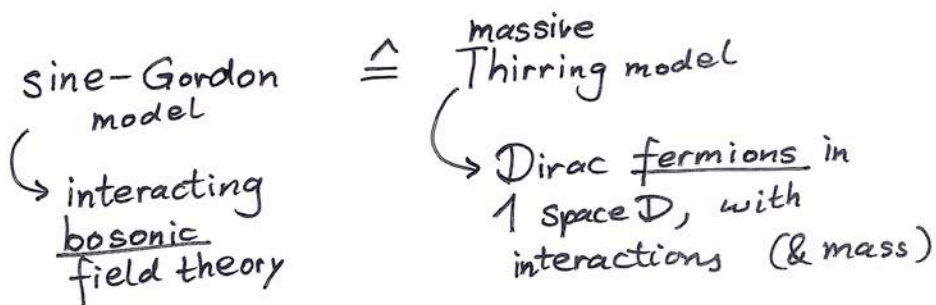 sine-Gordon
model
≙
massive
Thirring model
interacting
bosonic
field theory
Dirac fermions in
1 space D, with
interactions (& mass)